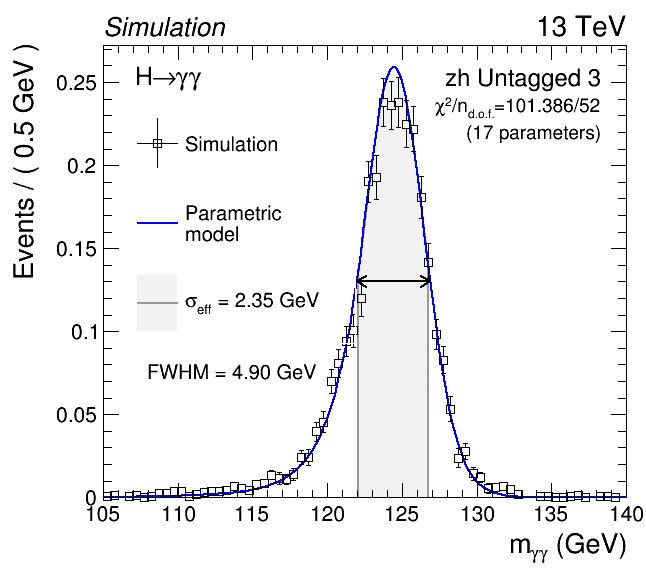 Simulation
13 TeV
H→γγ
zh Untagged 3
χ²/n_d.o.f.=101.386/52
(17 parameters)
Simulation
Parametric
model
σ_eff = 2.35 GeV
FWHM = 4.90 GeV
Events / ( 0.5 GeV )
0.25
0.2
0.15
0.1
0.05
0
105
110
115
120
125
130
135
140
m_γγ (GeV)